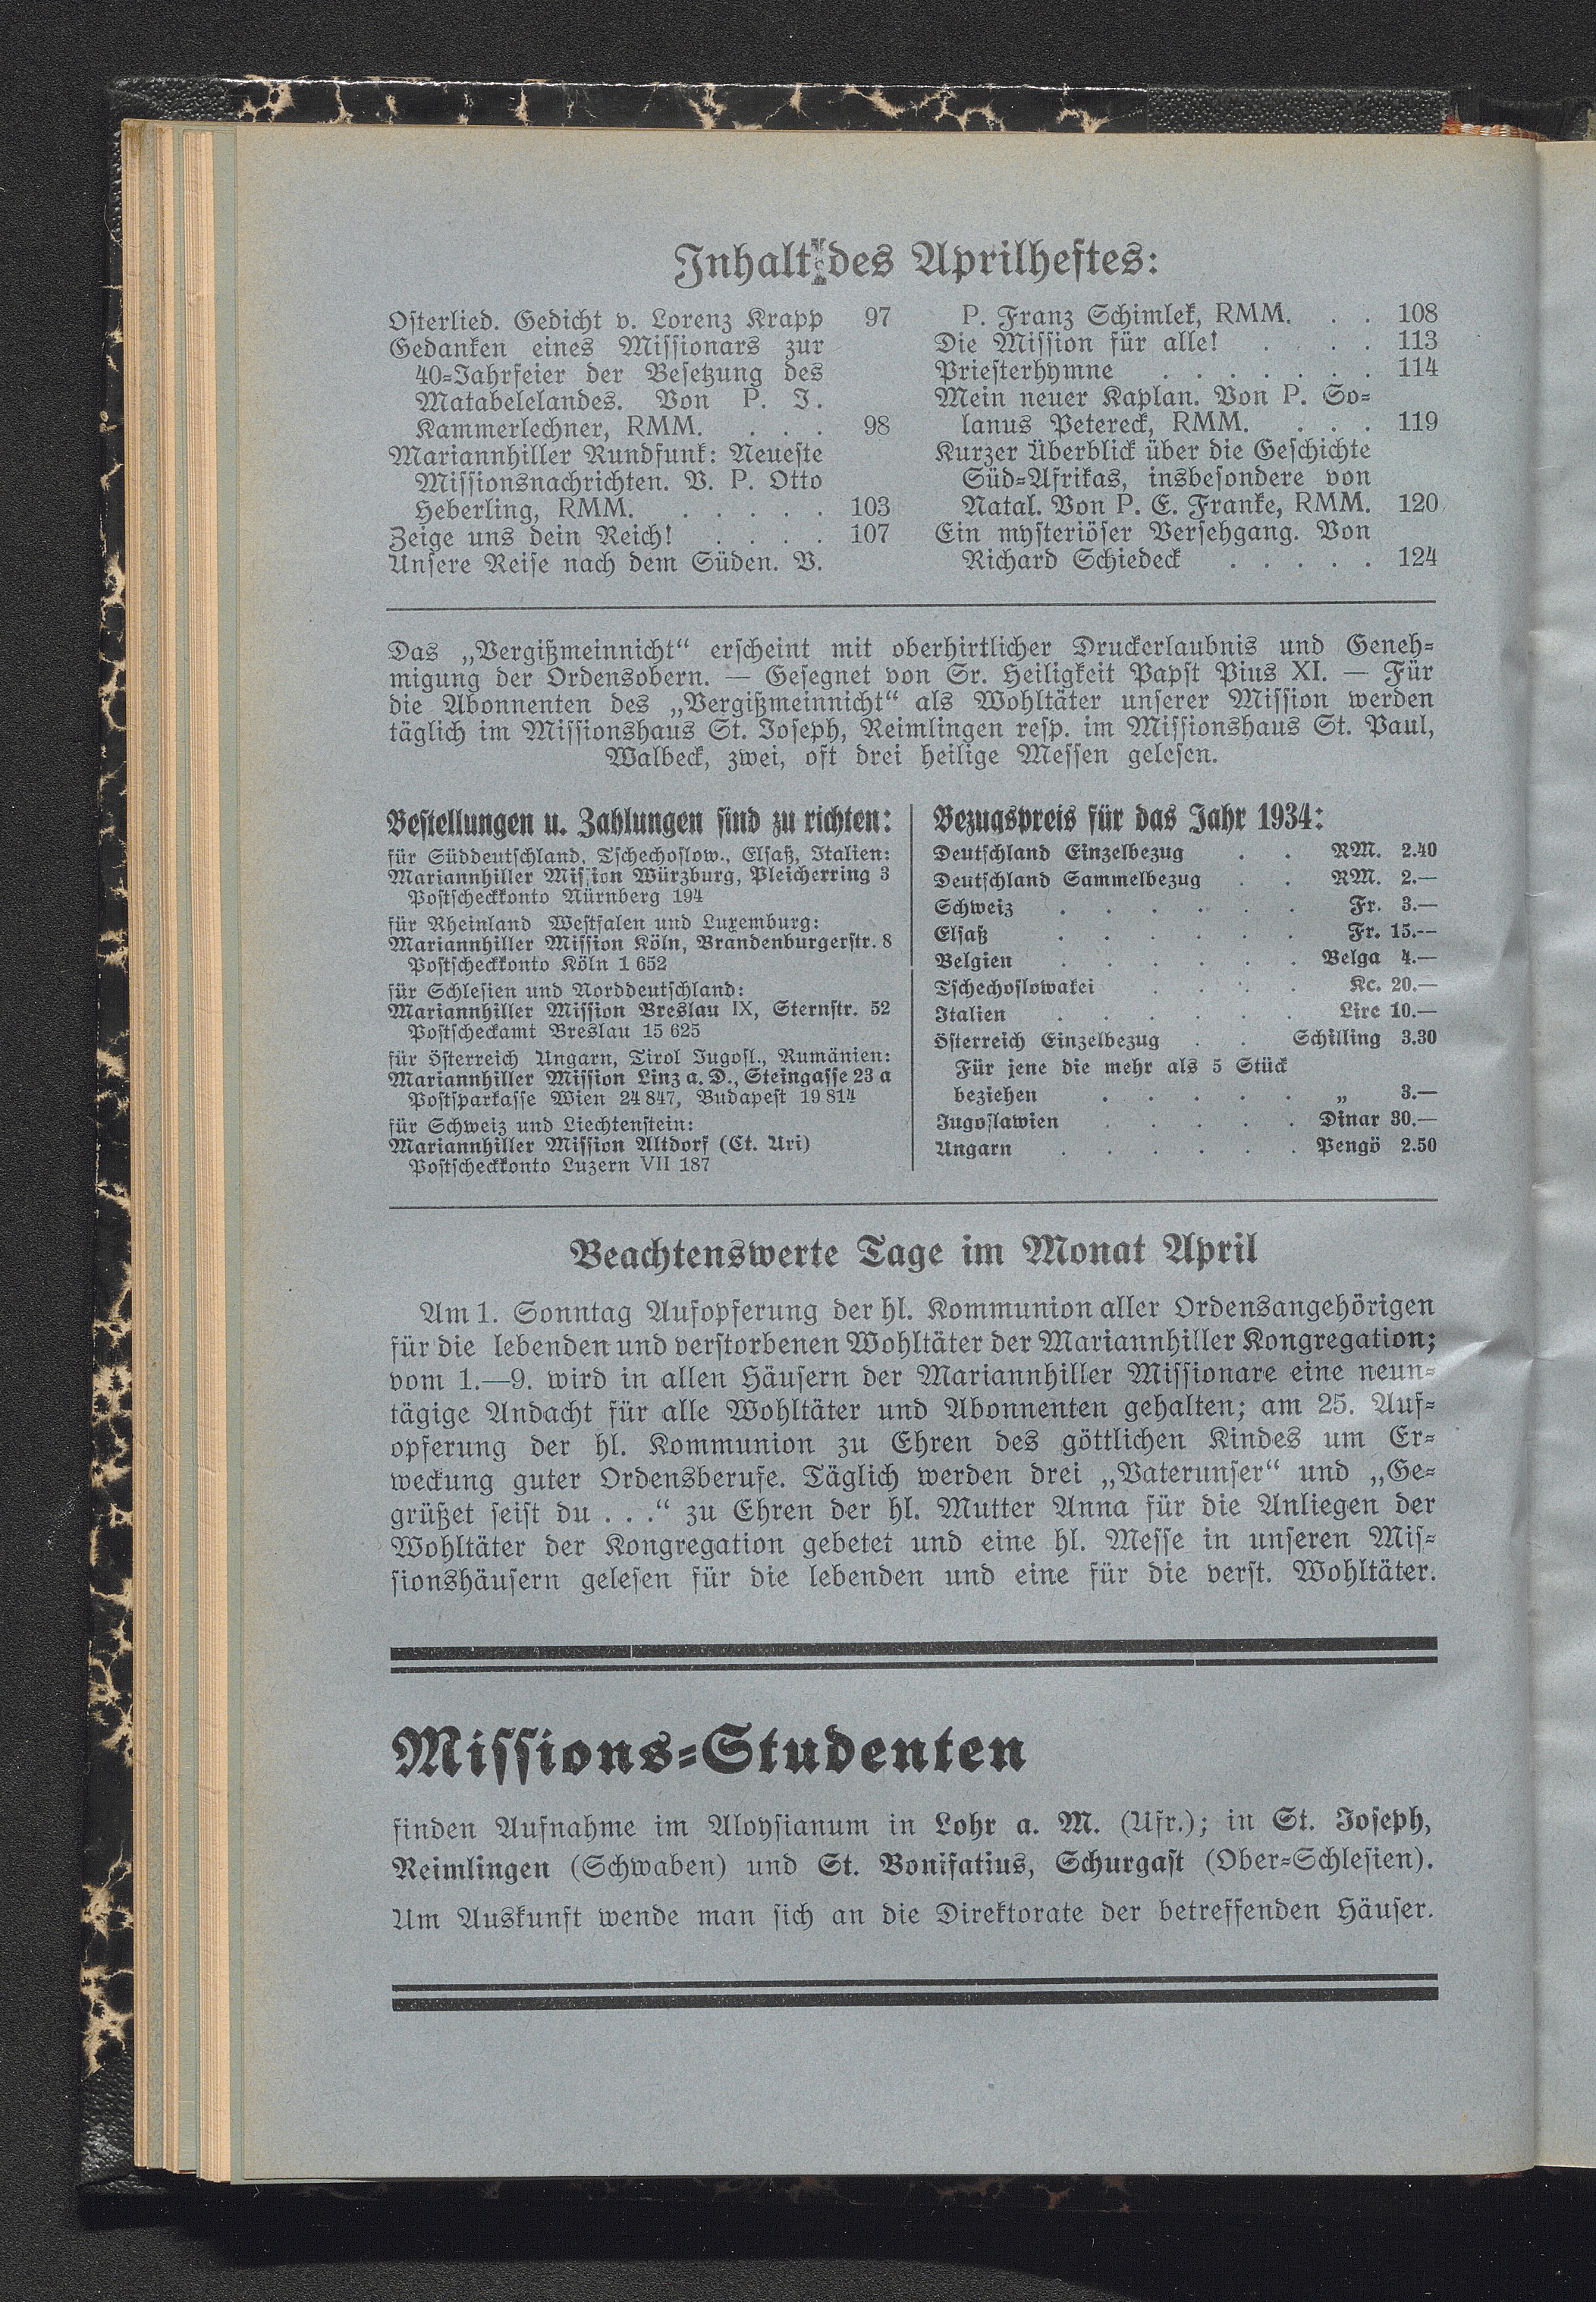 Inhalt des Aprilheftes:
Osterlied. Gedicht v. Lorenz Krapp 97
Gedanken eines Missionars zur
40-Jahrfeier der Besetzung des
Matabelelandes. Von P. J.
Kammerlechner, RMM. . . . 98
Mariannhiller Rundfunk: Neueste
Missionsnachrichten. V. P. Otto
Heberling, RMM. . . . . . 103
Zeige uns dein Reich! . . . . 107
Unsere Reise nach dem Süden. V.
P. Franz Schimlek, RMM. . . 108
Die Mission für alle! . . . . 113
Priesterhymne . . . . . . . 114
Mein neuer Kaplan. Von P. So-
lanus Petereck, RMM. . . . 119
Kurzer Überblick über die Geschichte
Süd-Afrikas, insbesondere von
Natal. Von P. E. Franke, RMM. 120
Ein mysteriöser Versehgang. Von
Richard Schiedeck . . . . . 124
Das „Vergißmeinnicht“ erscheint mit oberhirtlicher Druckerlaubnis und Geneh-
migung der Ordensobern. — Gesegnet von Sr. Heiligkeit Papst Pius XI. — Für
die Abonnenten des „Vergißmeinnicht“ als Wohltäter unserer Mission werden
täglich im Missionshaus St. Joseph, Reimlingen resp. im Missionshaus St. Paul,
Walbeck, zwei, oft drei heilige Messen gelesen.
Bestellungen u. Zahlungen sind zu richten:
für Süddeutschland, Tschechoslow., Elsaß, Italien:
Mariannhiller Mission Würzburg, Pleicherring 3
Postscheckkonto Nürnberg 194
für Rheinland Westfalen und Luxemburg:
Mariannhiller Mission Köln, Brandenburgerstr. 8
Postscheckkonto Köln 1 652
für Schlesien und Norddeutschland:
Mariannhiller Mission Breslau IX, Sternstr. 52
Postscheckamt Breslau 15 625
für Österreich Ungarn, Tirol Jugosl., Rumänien:
Mariannhiller Mission Linz a. D., Steingasse 23 a
Postsparkasse Wien 24 847, Budapest 19 814
für Schweiz und Liechtenstein:
Mariannhiller Mission Altdorf (Ct. Uri)
Postscheckkonto Luzern VII 187
Bezugspreis für das Jahr 1934:
Deutschland Einzelbezug . . RM. 2.40
Deutschland Sammelbezug . . RM. 2.—
Schweiz . . . . . . Fr. 3.—
Elsaß . . . . . . Fr. 15.--
Belgien . . . . . . Belga 4.—
Tschechoslowakei . . . . Kc. 20.—
Italien . . . . . . Lire 10.—
Österreich Einzelbezug . . Schilling 3.30
Für jene die mehr als 5 Stück
beziehen . . . . . „ 3.—
Jugoslawien . . . . . Dinar 30.—
Ungarn . . . . . . Pengö 2.50
Beachtenswerte Tage im Monat April
Am 1. Sonntag Aufopferung der hl. Kommunion aller Ordensangehörigen
für die lebenden und verstorbenen Wohltäter der Mariannhiller Kongregation;
vom 1.—9. wird in allen Häusern der Mariannhiller Missionare eine neun-
tägige Andacht für alle Wohltäter und Abonnenten gehalten; am 25. Auf-
opferung der hl. Kommunion zu Ehren des göttlichen Kindes um Er-
weckung guter Ordensberufe. Täglich werden drei „Vaterunser“ und „Ge-
grüßet seist du . . .“ zu Ehren der hl. Mutter Anna für die Anliegen der
Wohltäter der Kongregation gebetet und eine hl. Messe in unseren Mis-
sionshäusern gelesen für die lebenden und eine für die verst. Wohltäter.
Missions-Studenten
finden Aufnahme im Aloysianum in Lohr a. M. (Ufr.); in St. Joseph,
Reimlingen (Schwaben) und St. Bonifatius, Schurgast (Ober-Schlesien).
Um Auskunft wende man sich an die Direktorate der betreffenden Häuser.